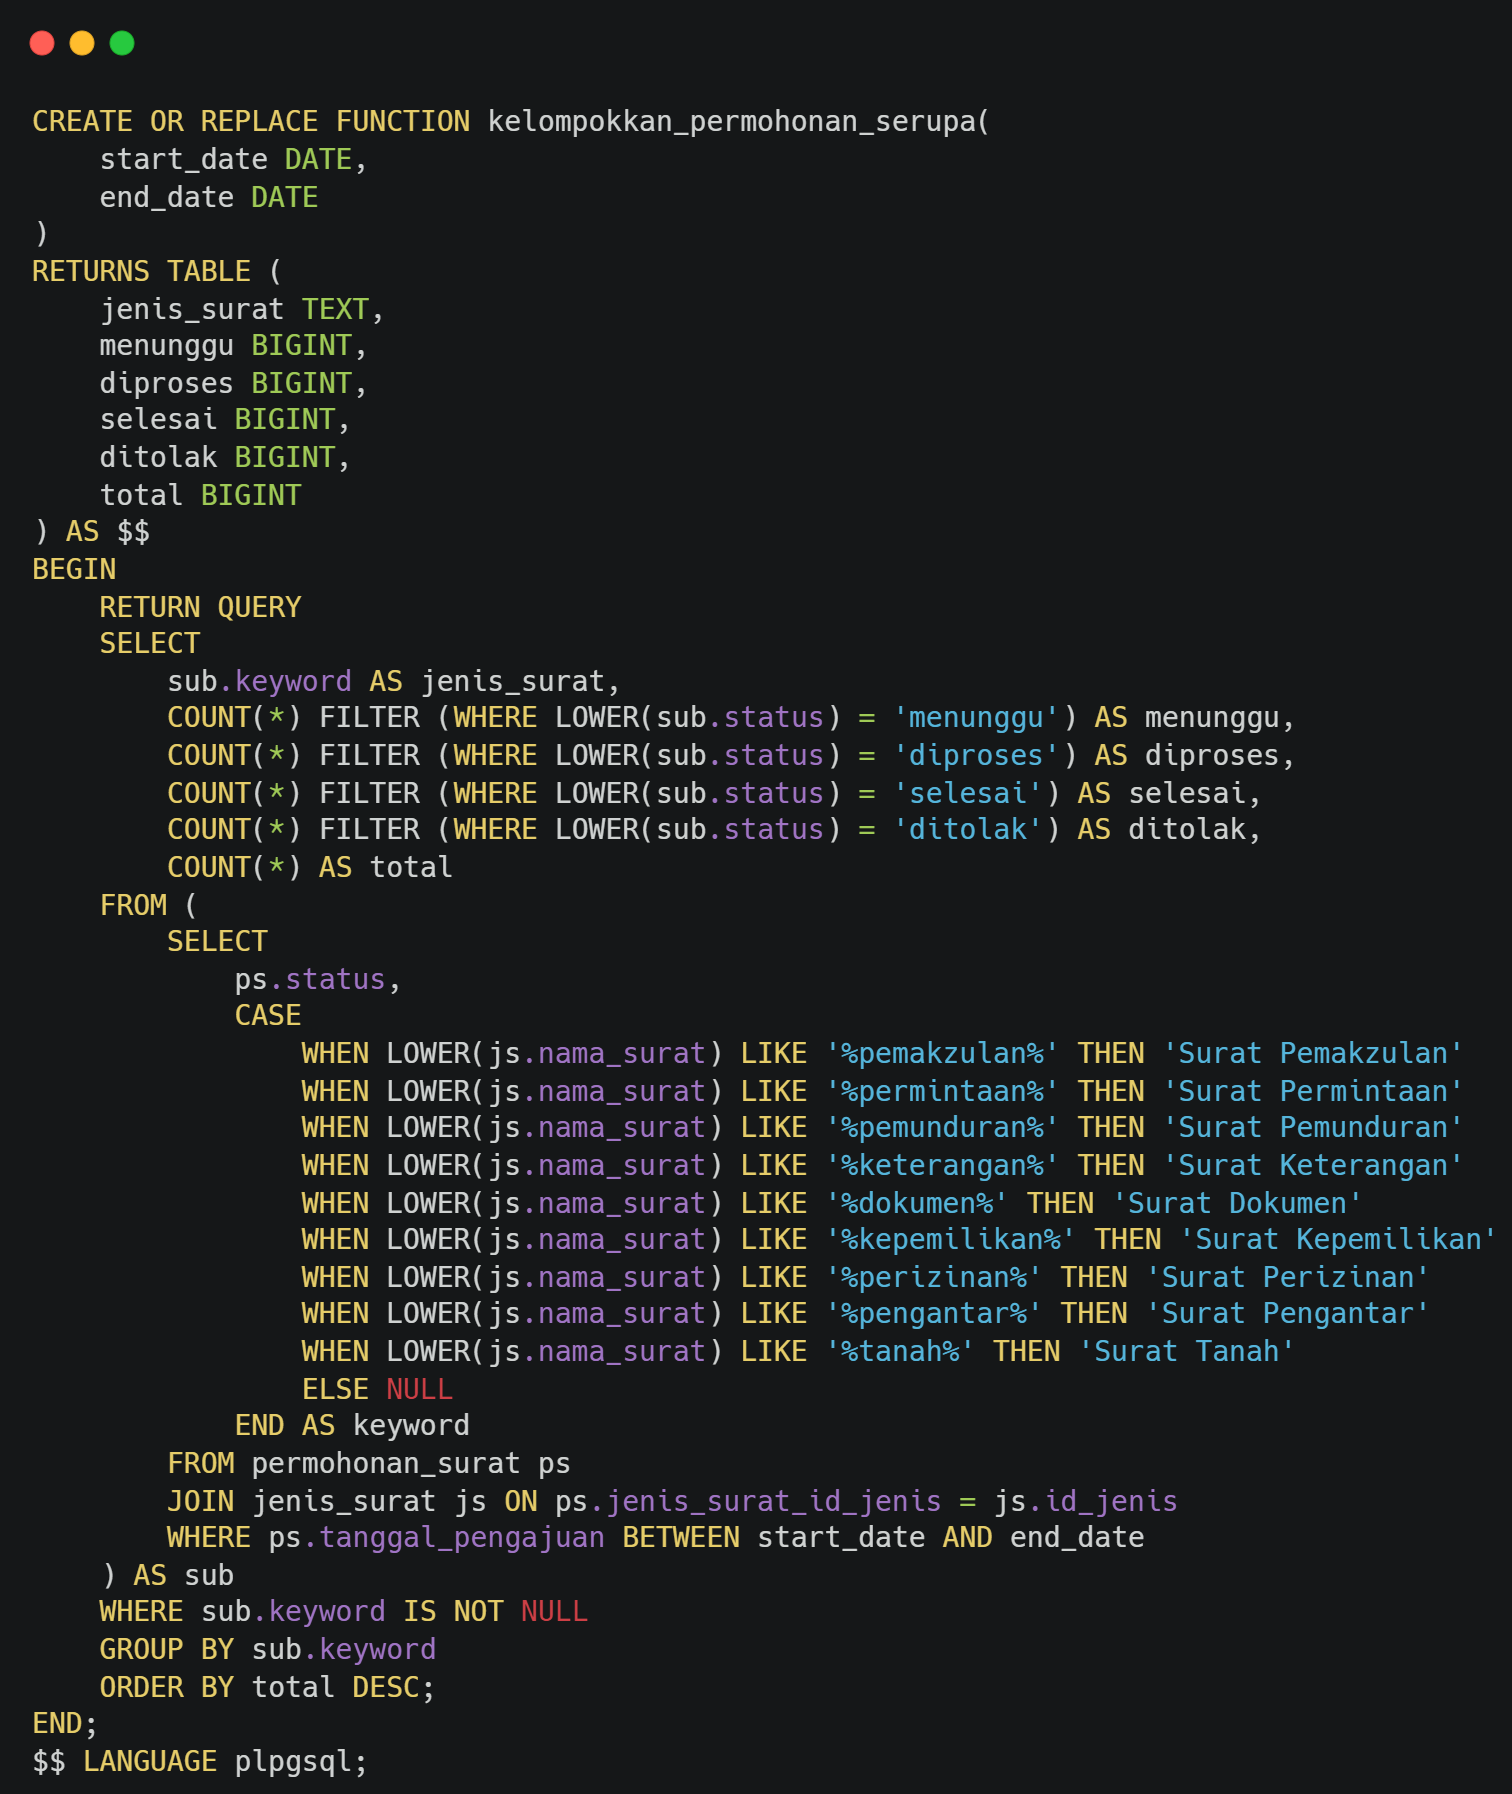 CREATE OR REPLACE FUNCTION kelompokkan_permohonan_serupa(
    start_date DATE,
    end_date DATE
)
RETURNS TABLE (
    jenis_surat TEXT,
    menunggu BIGINT,
    diproses BIGINT,
    selesai BIGINT,
    ditolak BIGINT,
    total BIGINT
) AS $$
BEGIN
    RETURN QUERY
    SELECT
        sub.keyword AS jenis_surat,
        COUNT(*) FILTER (WHERE LOWER(sub.status) = 'menunggu') AS menunggu,
        COUNT(*) FILTER (WHERE LOWER(sub.status) = 'diproses') AS diproses,
        COUNT(*) FILTER (WHERE LOWER(sub.status) = 'selesai') AS selesai,
        COUNT(*) FILTER (WHERE LOWER(sub.status) = 'ditolak') AS ditolak,
        COUNT(*) AS total
    FROM (
        SELECT
            ps.status,
            CASE
                WHEN LOWER(js.nama_surat) LIKE '%pemakzulan%' THEN 'Surat Pemakzulan'
                WHEN LOWER(js.nama_surat) LIKE '%permintaan%' THEN 'Surat Permintaan'
                WHEN LOWER(js.nama_surat) LIKE '%pemunduran%' THEN 'Surat Pemunduran'
                WHEN LOWER(js.nama_surat) LIKE '%keterangan%' THEN 'Surat Keterangan'
                WHEN LOWER(js.nama_surat) LIKE '%dokumen%' THEN 'Surat Dokumen'
                WHEN LOWER(js.nama_surat) LIKE '%kepemilikan%' THEN 'Surat Kepemilikan'
                WHEN LOWER(js.nama_surat) LIKE '%perizinan%' THEN 'Surat Perizinan'
                WHEN LOWER(js.nama_surat) LIKE '%pengantar%' THEN 'Surat Pengantar'
                WHEN LOWER(js.nama_surat) LIKE '%tanah%' THEN 'Surat Tanah'
                ELSE NULL
            END AS keyword
        FROM permohonan_surat ps
        JOIN jenis_surat js ON ps.jenis_surat_id_jenis = js.id_jenis
        WHERE ps.tanggal_pengajuan BETWEEN start_date AND end_date
    ) AS sub
    WHERE sub.keyword IS NOT NULL
    GROUP BY sub.keyword
    ORDER BY total DESC;
END;
$$ LANGUAGE plpgsql;